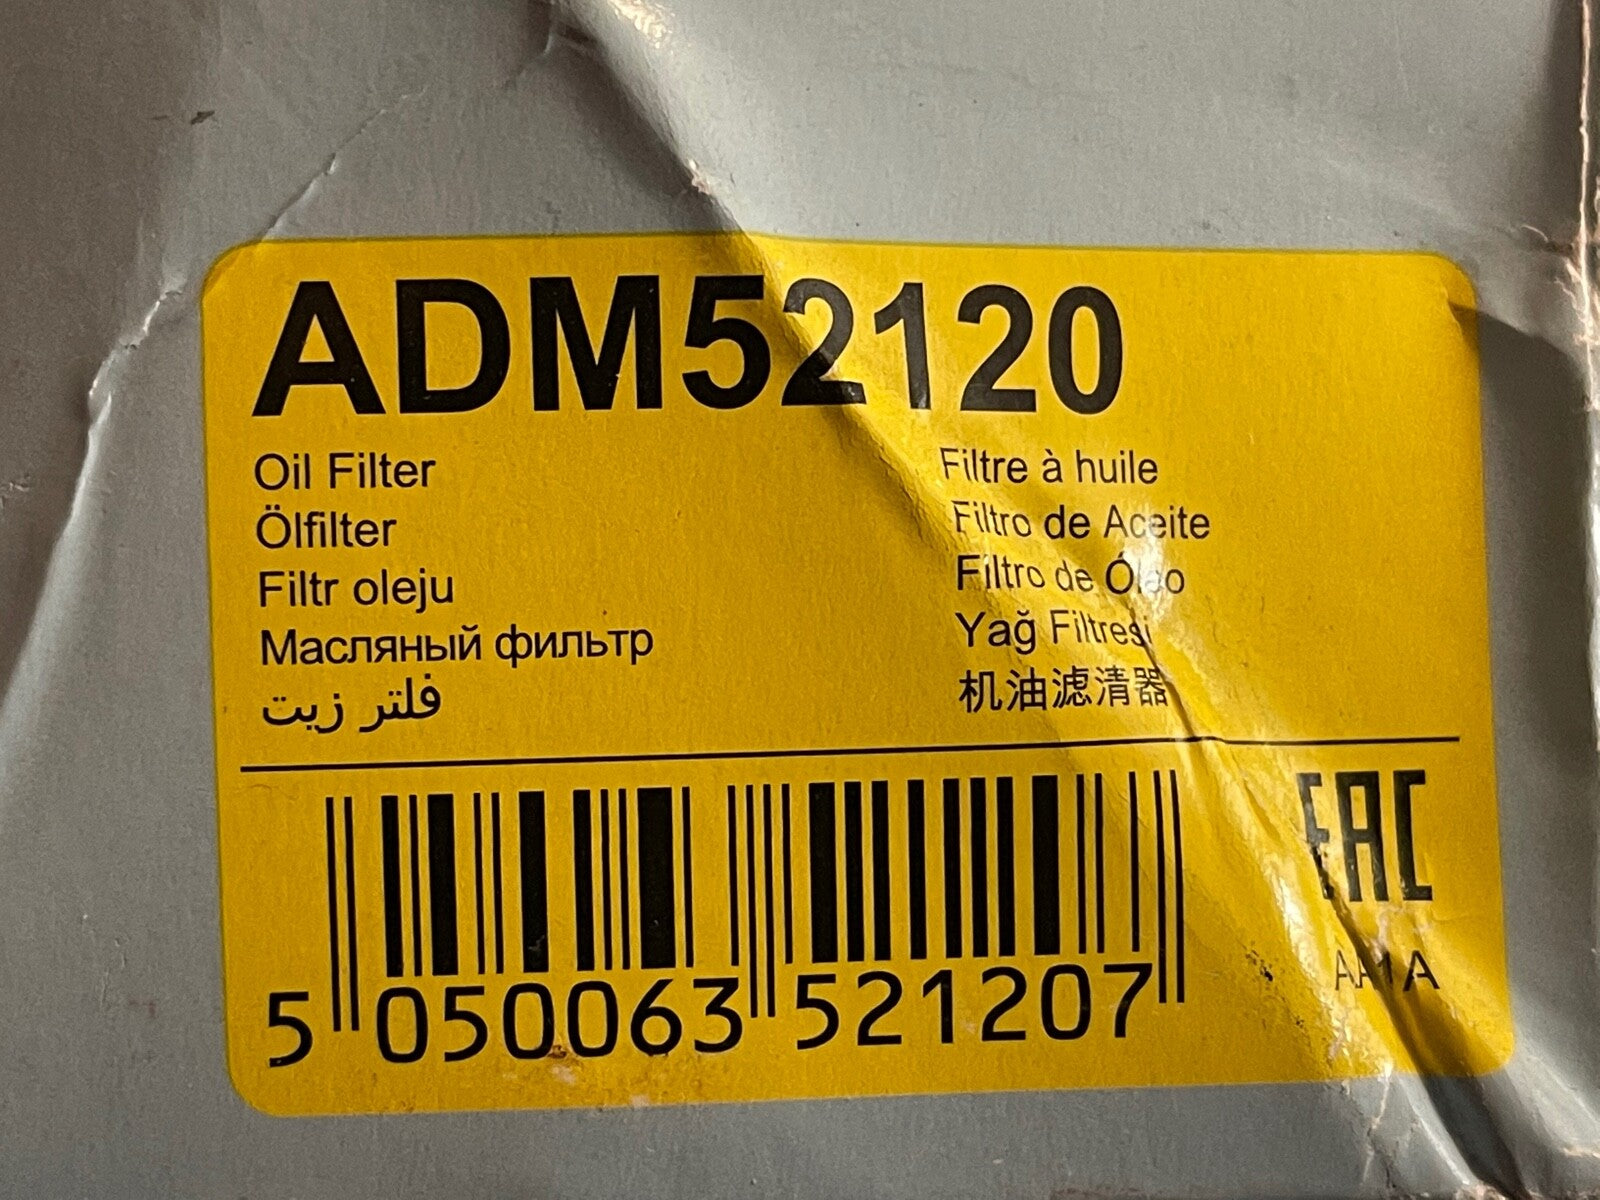 ADM52120
Oil Filter
Ölfilter
Filtr oleju
Масляный фильтр
فلتر زيت
Filtre à huile
Filtro de Aceite
Filtro de Óleo
Yağ Filtresi
机油滤清器
EAC
AA1A
5 050063 521207